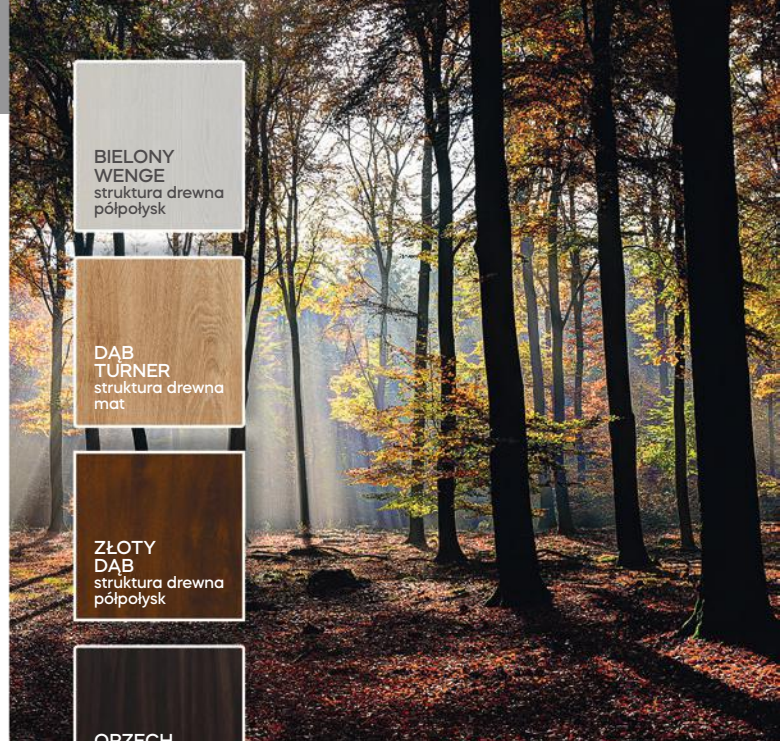 BIELONY
WENGE
struktura drewna
półpołysk
DĄB
TURNER
struktura drewna
mat
ZŁOTY
DĄB
struktura drewna
półpołysk
ORZECH